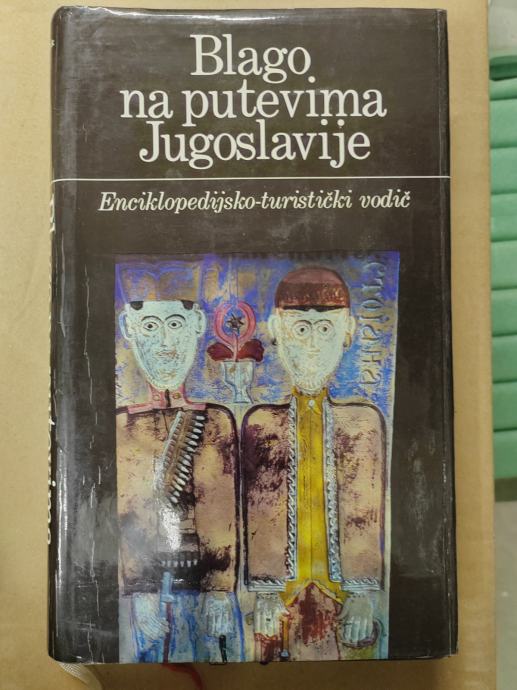 Blago
na putevima
Jugoslavije
Enciklopedijsko-turistički vodič